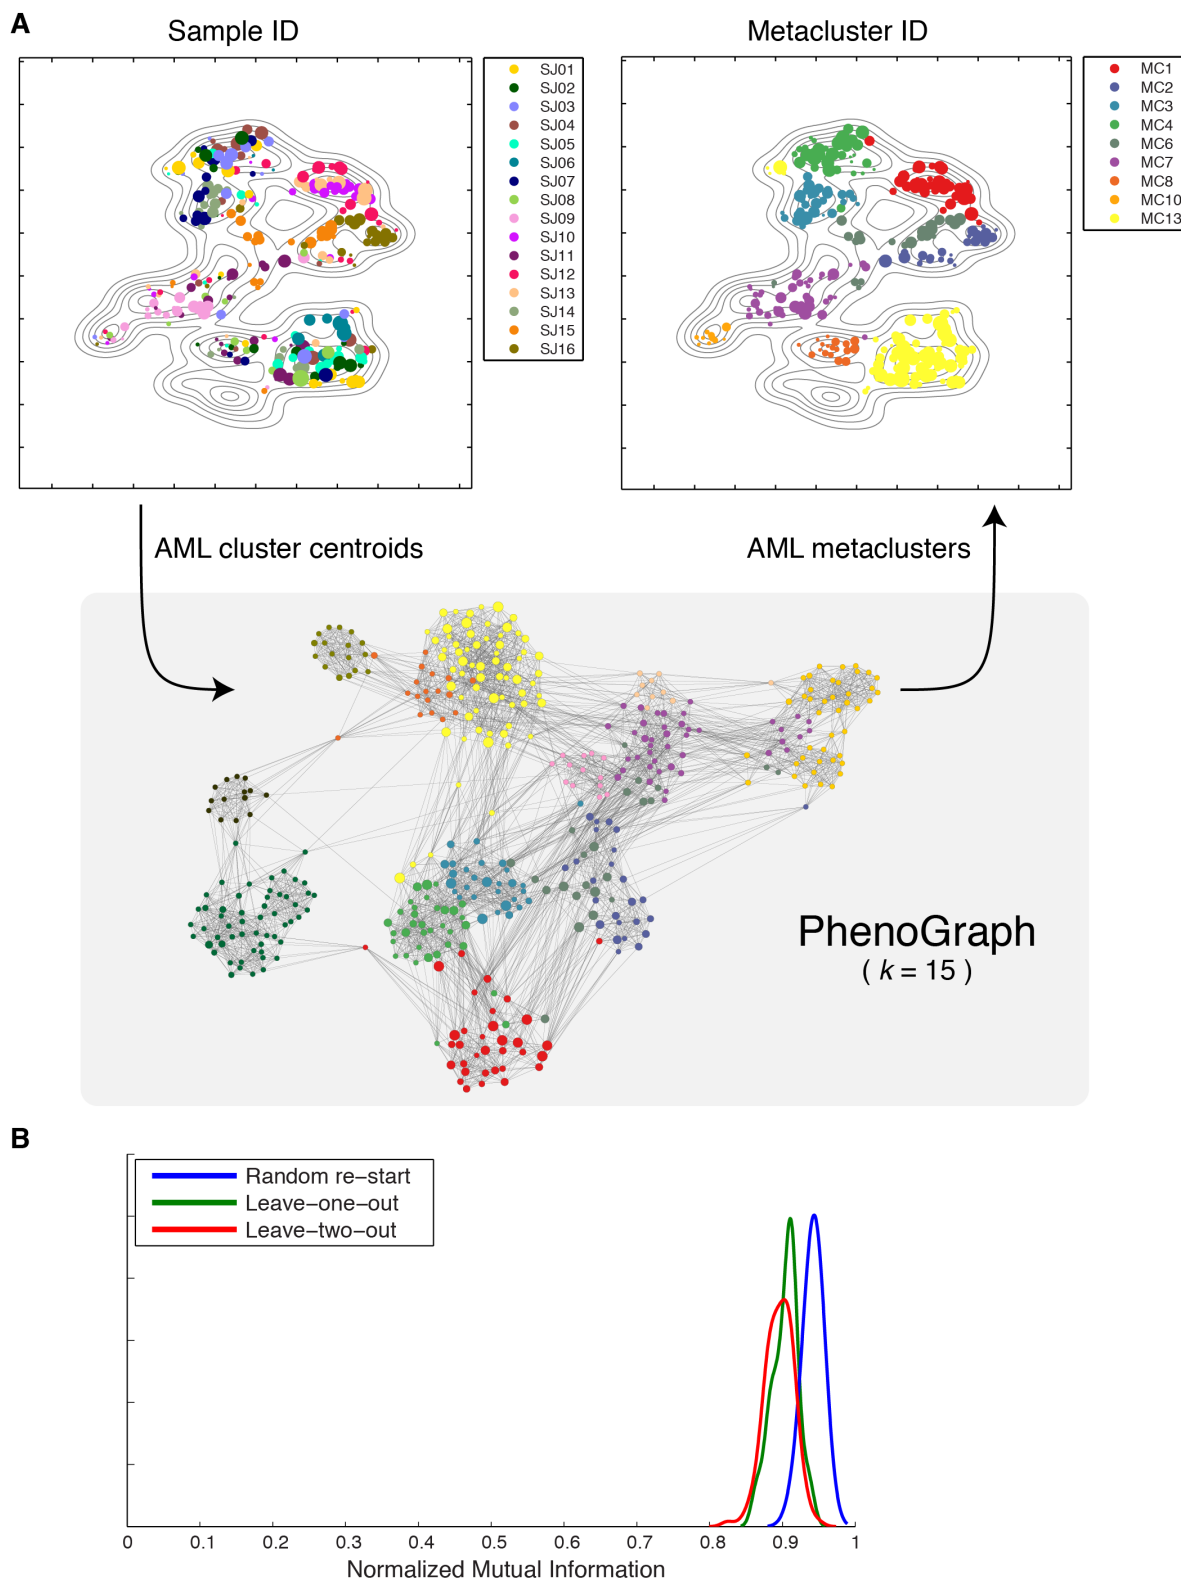 A
Sample ID
Metacluster ID
SJ01
SJ02
SJ03
SJ04
SJ05
SJ06
SJ07
SJ08
SJ09
SJ10
SJ11
SJ12
SJ13
SJ14
SJ15
SJ16
MC1
MC2
MC3
MC4
MC6
MC7
MC8
MC10
MC13
AML cluster centroids
AML metaclusters
PhenoGraph
( k = 15 )
B
Random re-start
Leave-one-out
Leave-two-out
0 0.1 0.2 0.3 0.4 0.5 0.6 0.7 0.8 0.9 1
Normalized Mutual Information